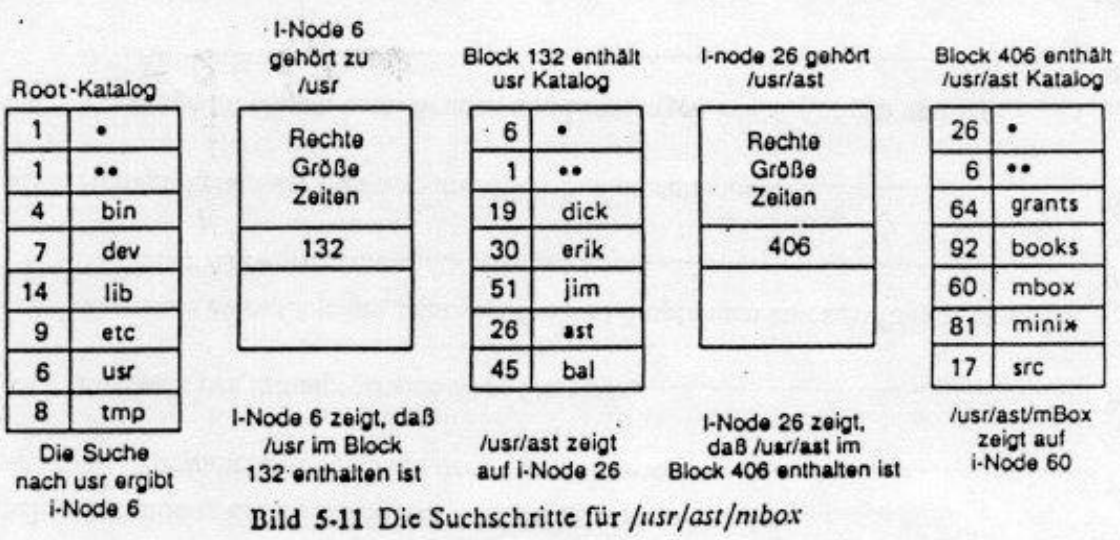 Root-Katalog
1 •
1 ••
4 bin
7 dev
14 lib
9 etc
6 usr
8 tmp
Die Suche
nach usr ergibt
i-Node 6
I-Node 6
gehört zu
/usr
Rechte
Größe
Zeiten
132
I-Node 6 zeigt, daß
/usr im Block
132 enthalten ist
Block 132 enthält
usr Katalog
6 •
1 ••
19 dick
30 erik
51 jim
26 ast
45 bal
/usr/ast zeigt
auf i-Node 26
I-node 26 gehört
/usr/ast
Rechte
Größe
Zeiten
406
I-Node 26 zeigt,
daß /usr/ast im
Block 406 enthalten ist
Block 406 enthält
/usr/ast Katalog
26 •
6 ••
64 grants
92 books
60 mbox
81 minix
17 src
/usr/ast/mBox
zeigt auf
i-Node 60
Bild 5-11 Die Suchschritte für /usr/ast/mbox